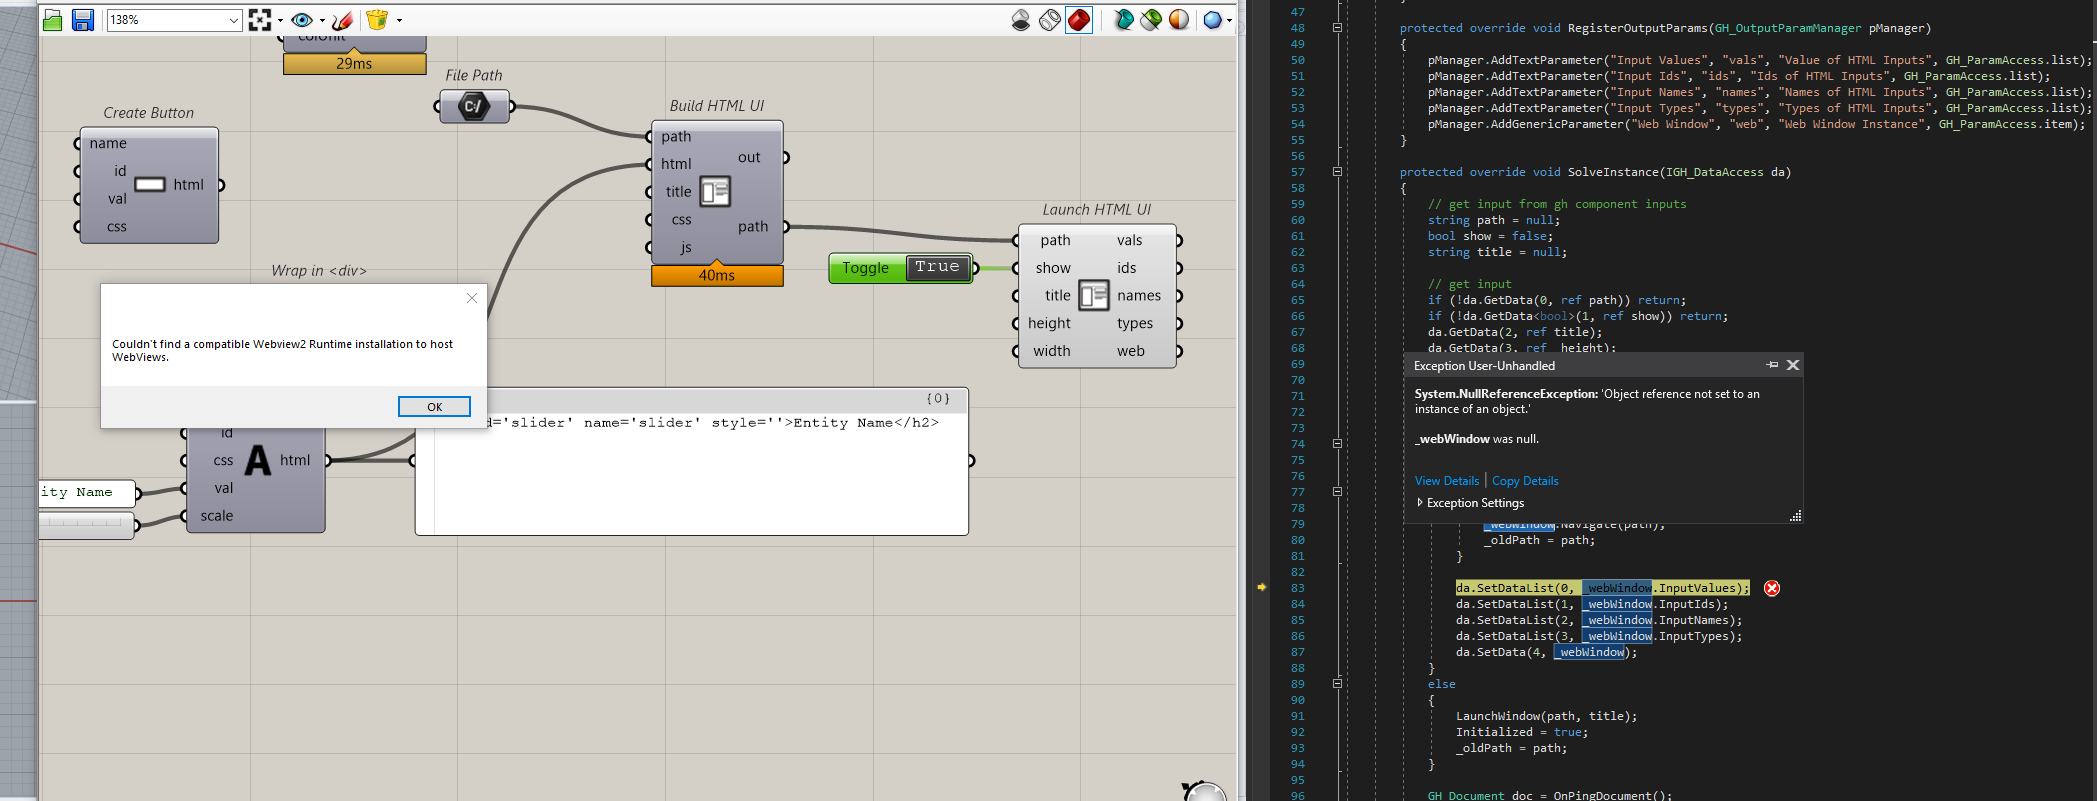 138%
colorlit
29ms
File Path
C:/
Create Button
name
id
val
css
html
Build HTML UI
path
html
title
css
js
out
path
40ms
Launch HTML UI
path
show
title
height
width
vals
ids
names
types
web
Toggle
True
Wrap in <div>
Couldn't find a compatible Webview2 Runtime installation to host
WebViews.
OK
{0}
d='slider' name='slider' style=''>Entity Name</h2>
id
css
val
scale
A
html
ity Name
47
48 protected override void RegisterOutputParams(GH_OutputParamManager pManager)
49 {
50 pManager.AddTextParameter("Input Values", "vals", "Value of HTML Inputs", GH_ParamAccess.list);
51 pManager.AddTextParameter("Input Ids", "ids", "Ids of HTML Inputs", GH_ParamAccess.list);
52 pManager.AddTextParameter("Input Names", "names", "Names of HTML Inputs", GH_ParamAccess.list);
53 pManager.AddTextParameter("Input Types", "types", "Types of HTML Inputs", GH_ParamAccess.list);
54 pManager.AddGenericParameter("Web Window", "web", "Web Window Instance", GH_ParamAccess.item);
55 }
56
57 protected override void SolveInstance(IGH_DataAccess da)
58 {
59 // get input from gh component inputs
60 string path = null;
61 bool show = false;
62 string title = null;
63
64 // get input
65 if (!da.GetData(0, ref path)) return;
66 if (!da.GetData<bool>(1, ref show)) return;
67 da.GetData(2, ref title);
68 da.GetData(3, ref _height);
69
70
71
72
73
74
75
76
77
78
Exception User-Unhandled
System.NullReferenceException: 'Object reference not set to an
instance of an object.'
_webWindow was null.
View Details | Copy Details
Exception Settings
79 _webWindow.Navigate(path);
80 _oldPath = path;
81 }
82
83 da.SetDataList(0, _webWindow.InputValues);
84 da.SetDataList(1, _webWindow.InputIds);
85 da.SetDataList(2, _webWindow.InputNames);
86 da.SetDataList(3, _webWindow.InputTypes);
87 da.SetData(4, _webWindow);
88 }
89 else
90 {
91 LaunchWindow(path, title);
92 Initialized = true;
93 _oldPath = path;
94 }
95
96 GH_Document doc = OnPingDocument();